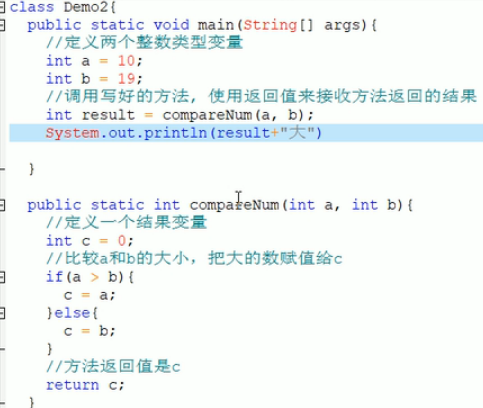 class Demo2{
public static void main(String[] args){
//定义两个整数类型变量
int a = 10;
int b = 19;
//调用写好的方法, 使用返回值来接收方法返回的结果
int result = compareNum(a, b);
System.out.println(result+"大")
}
public static int compareNum(int a, int b){
//定义一个结果变量
int c = 0;
//比较a和b的大小, 把大的数赋值给c
if(a > b){
c = a;
}else{
c = b;
}
//方法返回值是c
return c;
}